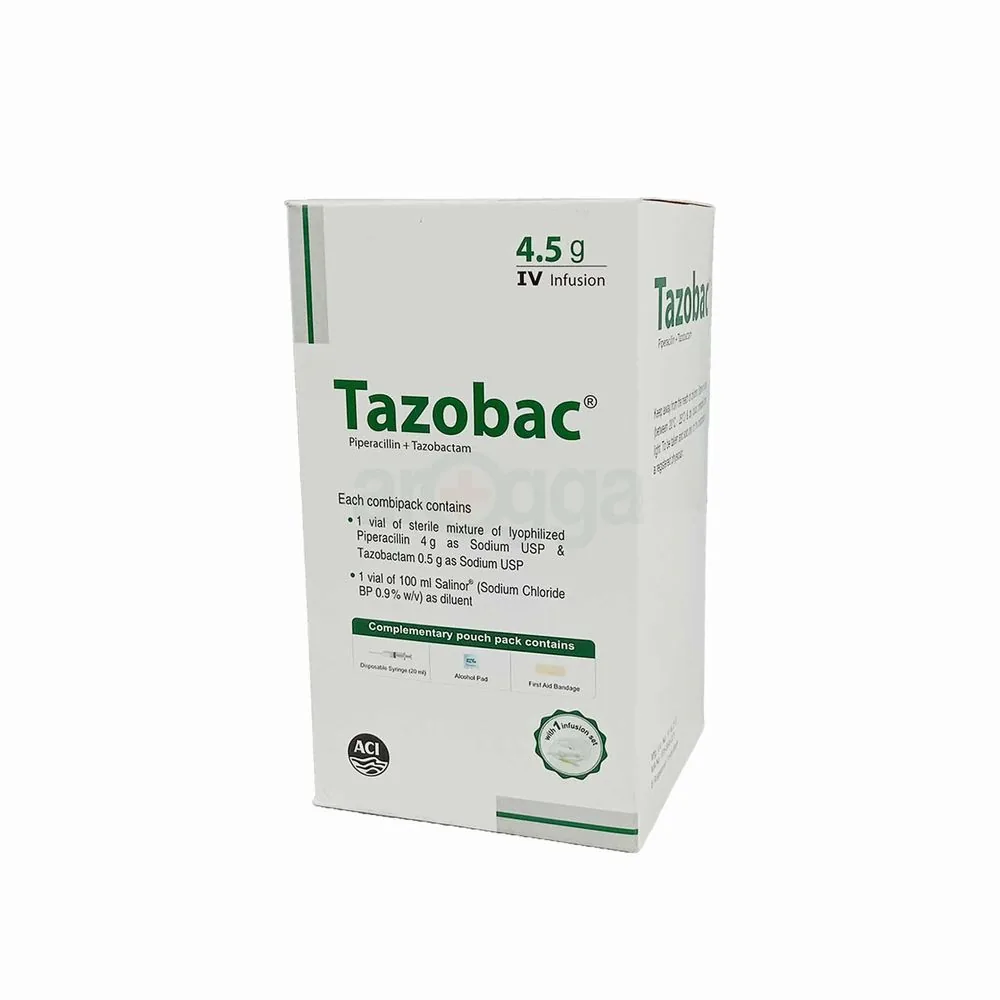 4.5 g
IV Infusion
Tazobac®
Piperacillin + Tazobactam
arogga
Each combipack contains
• 1 vial of sterile mixture of lyophilized
Piperacillin 4 g as Sodium USP &
Tazobactam 0.5 g as Sodium USP
• 1 vial of 100 ml Salinor® (Sodium Chloride
BP 0.9% w/v) as diluent
Complementary pouch pack contains
Disposable Syringe (20 ml)
Alcohol Pad
First Aid Bandage
with 1 infusion set
ACI
Tazobac
Piperacillin + Tazobactam
a registered physician.